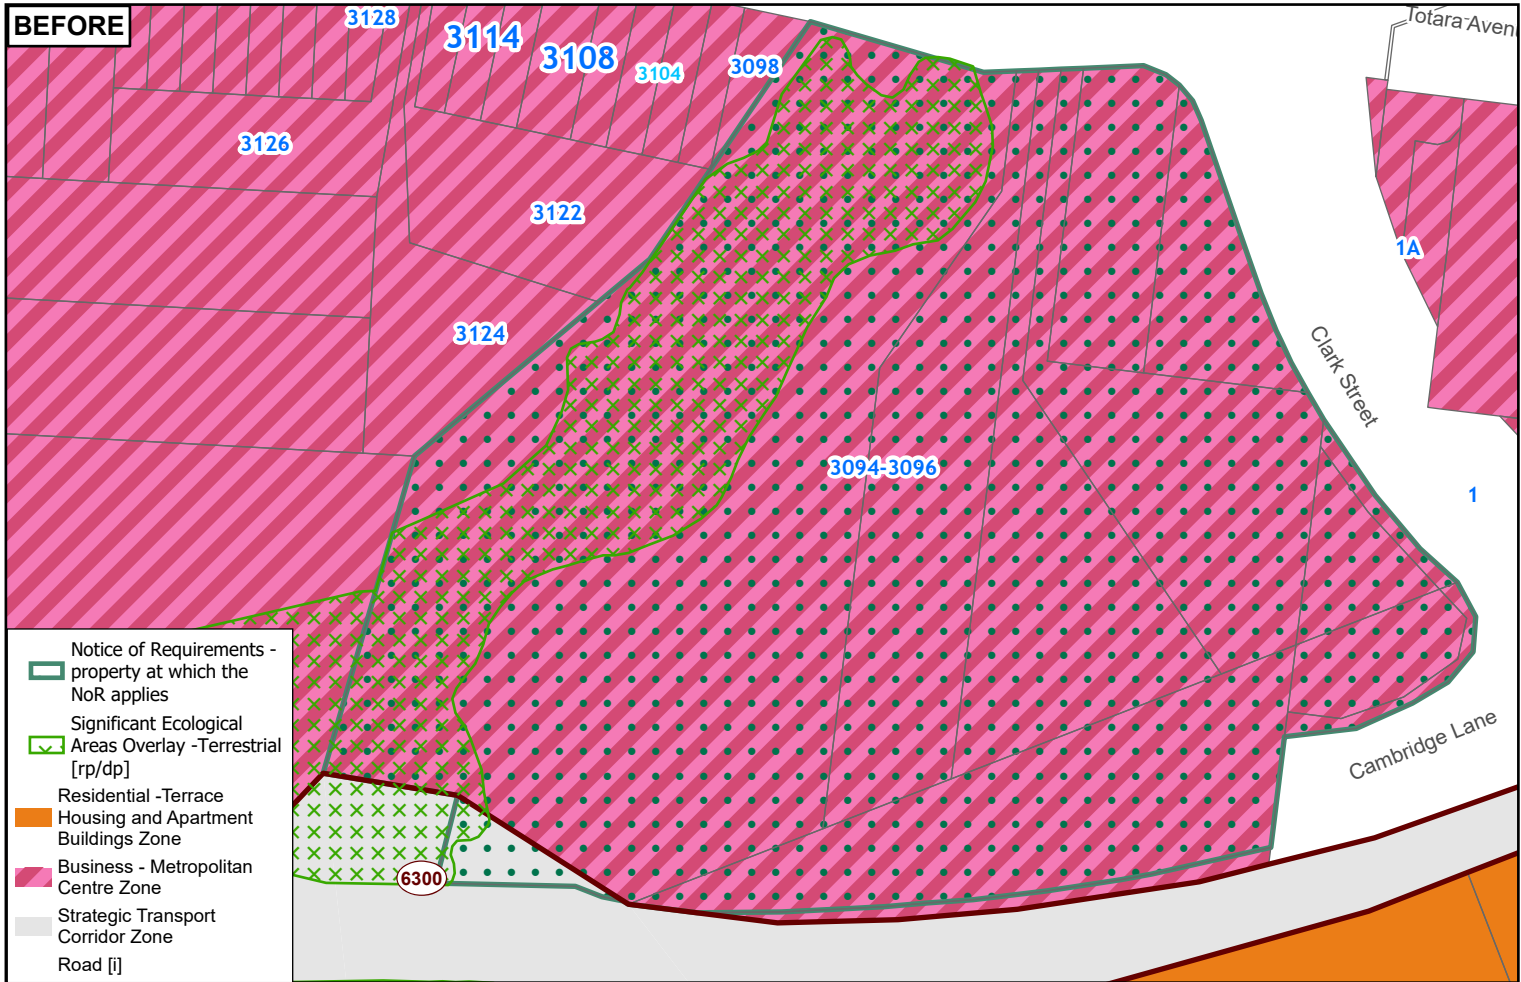 BEFORE
3128
3114
3108
3104
3098
Totara Aven
3126
3122
1A
3124
Clark Street
3094-3096
1
Cambridge Lane
6300
Notice of Requirements -
property at which the
NoR applies
Significant Ecological
Areas Overlay -Terrestrial
[rp/dp]
Residential -Terrace
Housing and Apartment
Buildings Zone
Business - Metropolitan
Centre Zone
Strategic Transport
Corridor Zone
Road [i]